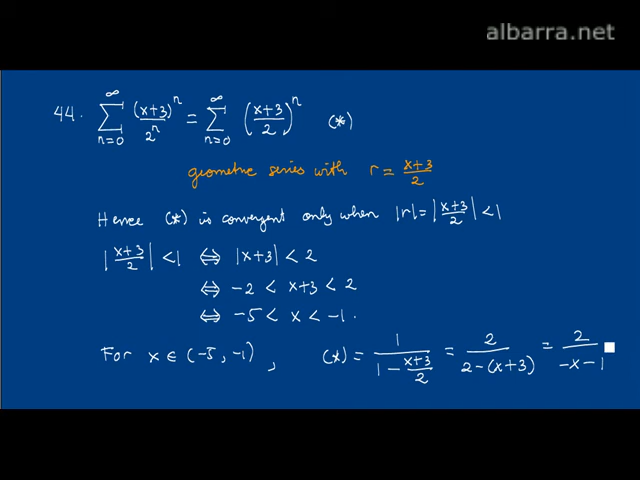 albarra.net
44. ∑_{n=0}^{∞} (x+3)^n / 2^n = ∑_{n=0}^{∞} ((x+3)/2)^n (*)
geometric series with r = (x+3)/2
Hence (*) is convergent only when |r| = |(x+3)/2| < 1
|(x+3)/2| < 1 ⇔ |x+3| < 2
⇔ -2 < x+3 < 2
⇔ -5 < x < -1.
For x ∈ (-5, -1), (*) = 1/(1 - (x+3)/2) = 2/(2-(x+3)) = 2/(-x-1)